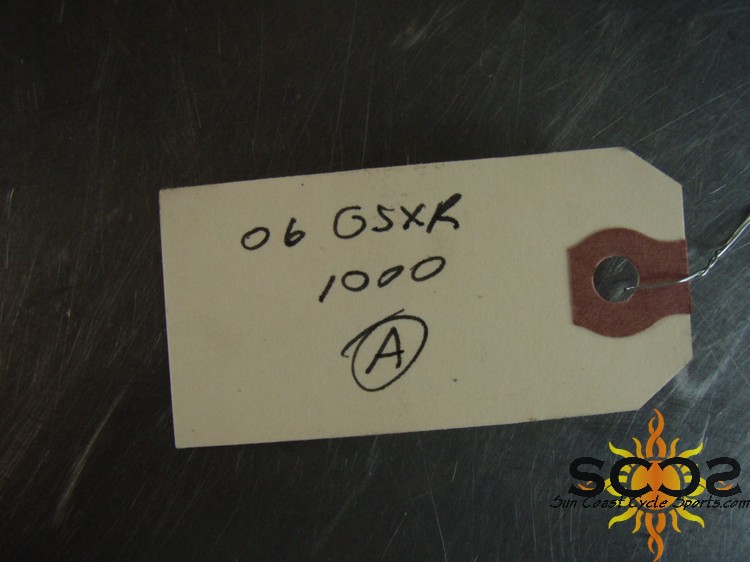 06 GSXR
1000
A
SCCS
Sun Coast Cycle Sports.com